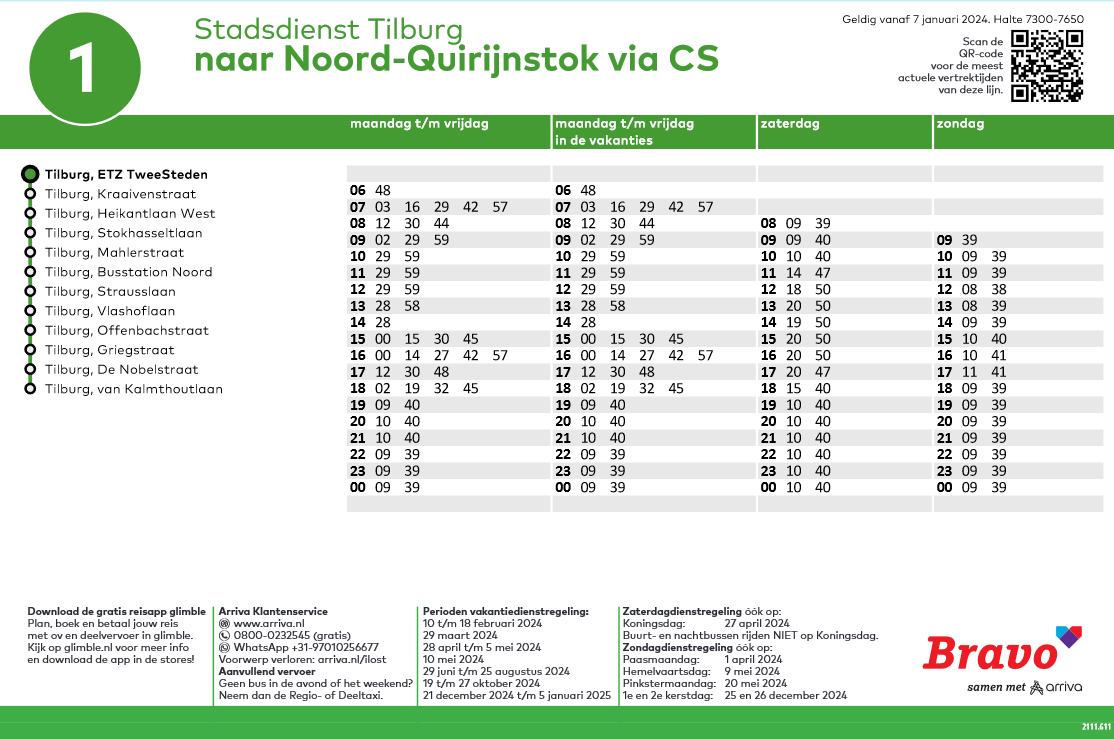 1
Stadsdienst Tilburg
naar Noord-Quirijnstok via CS
Geldig vanaf 7 januari 2024. Halte 7300-7650
Scan de
QR-code
voor de meest
actuele vertrektijden
van deze lijn.
maandag t/m vrijdag
maandag t/m vrijdag
in de vakanties
zaterdag
zondag
Tilburg, ETZ TweeSteden
Tilburg, Kraaivenstraat
Tilburg, Heikantlaan West
Tilburg, Stokhasseltlaan
Tilburg, Mahlerstraat
Tilburg, Busstation Noord
Tilburg, Strausslaan
Tilburg, Vlashoflaan
Tilburg, Offenbachstraat
Tilburg, Griegstraat
Tilburg, De Nobelstraat
Tilburg, van Kalmthoutlaan
06 48
07 03 16 29 42 57
08 12 30 44
09 02 29 59
10 29 59
11 29 59
12 29 59
13 28 58
14 28
15 00 15 30 45
16 00 14 27 42 57
17 12 30 48
18 02 19 32 45
19 09 40
20 10 40
21 10 40
22 09 39
23 09 39
00 09 39
06 48
07 03 16 29 42 57
08 12 30 44
09 02 29 59
10 29 59
11 29 59
12 29 59
13 28 58
14 28
15 00 15 30 45
16 00 14 27 42 57
17 12 30 48
18 02 19 32 45
19 09 40
20 10 40
21 10 40
22 09 39
23 09 39
00 09 39
08 09 39
09 09 40
10 10 40
11 14 47
12 18 50
13 20 50
14 19 50
15 20 50
16 20 50
17 20 47
18 15 40
19 10 40
20 10 40
21 10 40
22 10 40
23 10 40
00 10 40
09 39
10 09 39
11 09 39
12 08 38
13 08 39
14 09 39
15 10 40
16 10 41
17 11 41
18 09 39
19 09 39
20 09 39
21 09 39
22 09 39
23 09 39
00 09 39
Download de gratis reisapp glimble
Plan, boek en betaal jouw reis
met ov en deelvervoer in glimble.
Kijk op glimble.nl voor meer info
en download de app in de stores!
Arriva Klantenservice
www.arriva.nl
0800-0232545 (gratis)
WhatsApp +31-97010256677
Voorwerp verloren: arriva.nl/ilost
Aanvullend vervoer
Geen bus in de avond of het weekend?
Neem dan de Regio- of Deeltaxi.
Perioden vakantiedienstregeling:
10 t/m 18 februari 2024
29 maart 2024
28 april t/m 5 mei 2024
10 mei 2024
29 juni t/m 25 augustus 2024
19 t/m 27 oktober 2024
21 december 2024 t/m 5 januari 2025
Zaterdagdienstregeling óók op:
Koningsdag: 27 april 2024
Buurt- en nachtbussen rijden NIET op Koningsdag.
Zondagdienstregeling óók op:
Paasmaandag: 1 april 2024
Hemelvaartsdag: 9 mei 2024
Pinkstermaandag: 20 mei 2024
1e en 2e kerstdag: 25 en 26 december 2024
Bravo
samen met arriva
2111.611